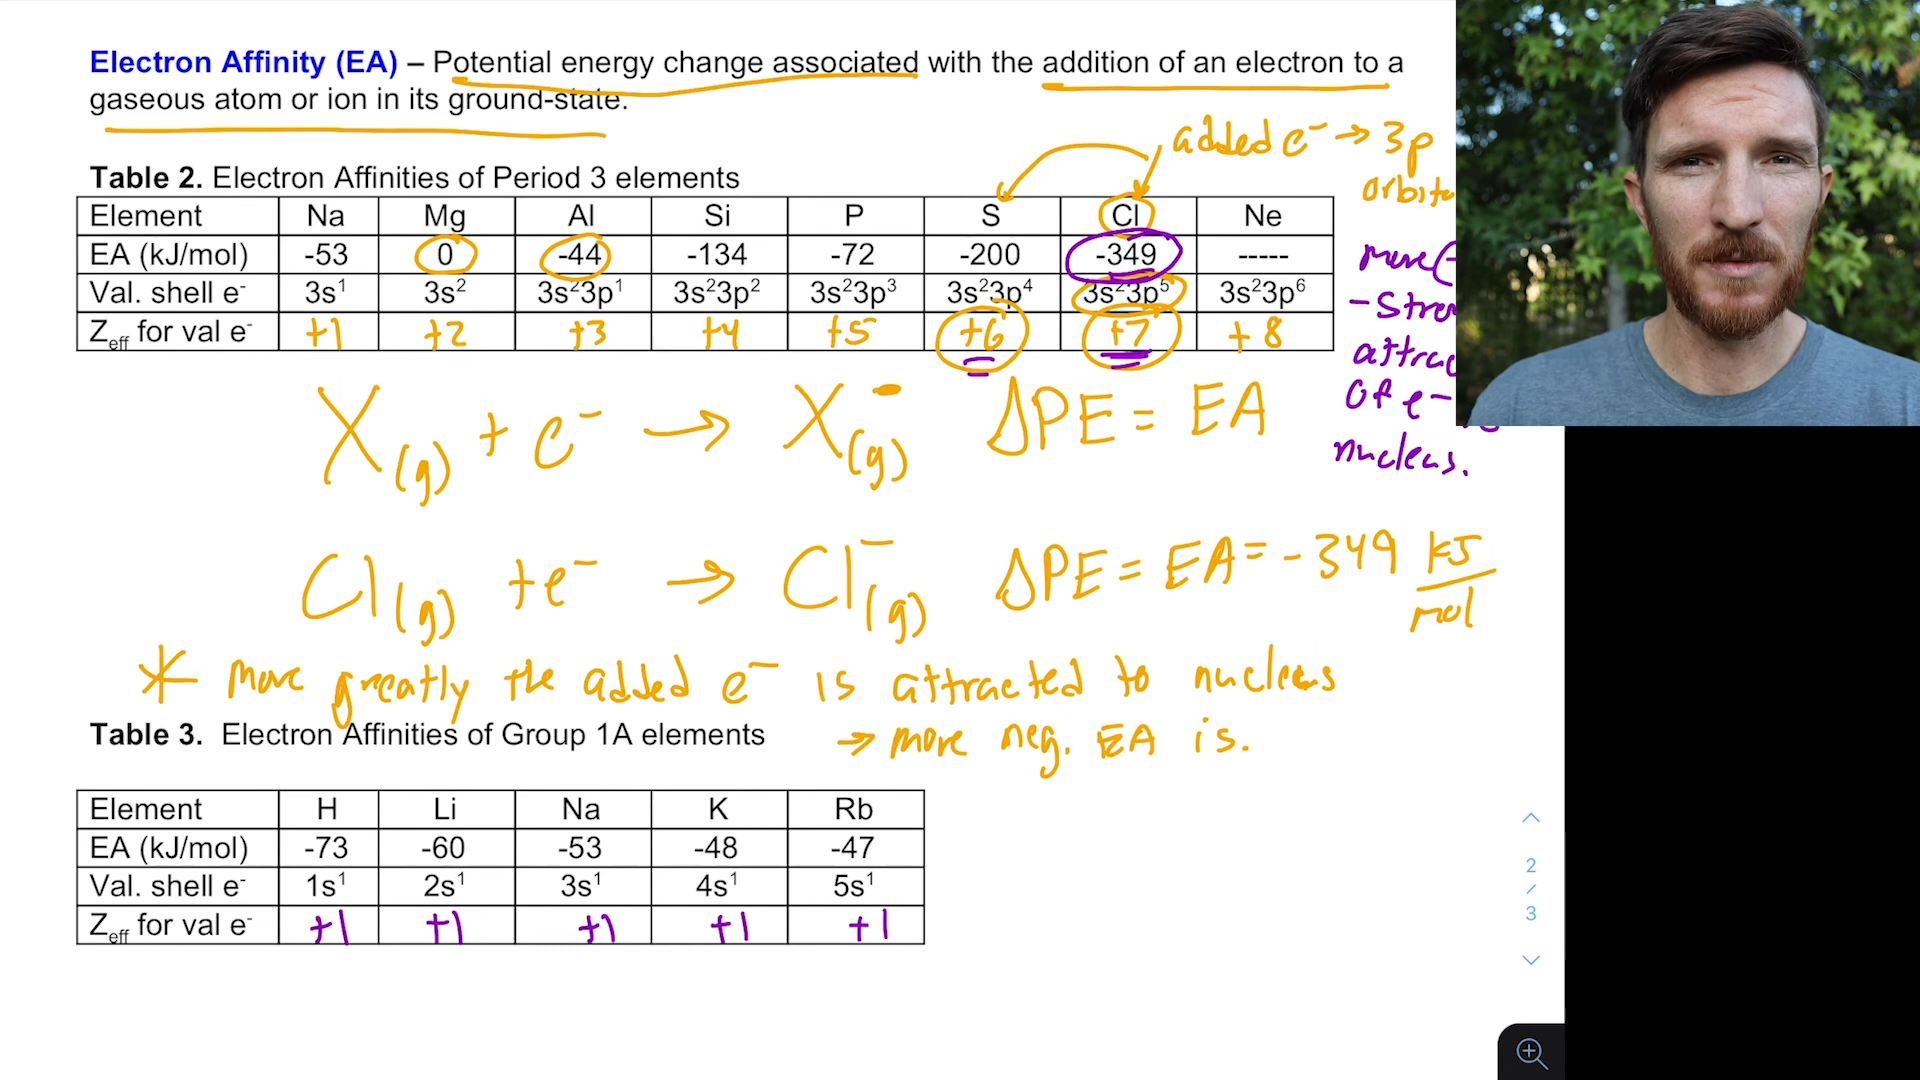 Electron Affinity (EA) – Potential energy change associated with the addition of an electron to a
gaseous atom or ion in its ground-state.
added e⁻ → 3p
Table 2. Electron Affinities of Period 3 elements
Element Na Mg Al Si P S Cl Ne
EA (kJ/mol) -53 0 -44 -134 -72 -200 -349 -----
Val. shell e⁻ 3s¹ 3s² 3s²3p¹ 3s²3p² 3s²3p³ 3s²3p⁴ 3s²3p⁵ 3s²3p⁶
Zeff for val e⁻ +1 +2 +3 +4 +5 +6 +7 +8
of e⁻
nucleus.
X(g) + e⁻ → X⁻(g) ΔPE = EA
Cl(g) + e⁻ → Cl⁻(g) ΔPE = EA = -349 kJ/mol
* more greatly the added e⁻ is attracted to nucleus
→ more neg. EA is.
Table 3. Electron Affinities of Group 1A elements
Element H Li Na K Rb
EA (kJ/mol) -73 -60 -53 -48 -47
Val. shell e⁻ 1s¹ 2s¹ 3s¹ 4s¹ 5s¹
Zeff for val e⁻ +1 +1 +1 +1 +1
2
/
3